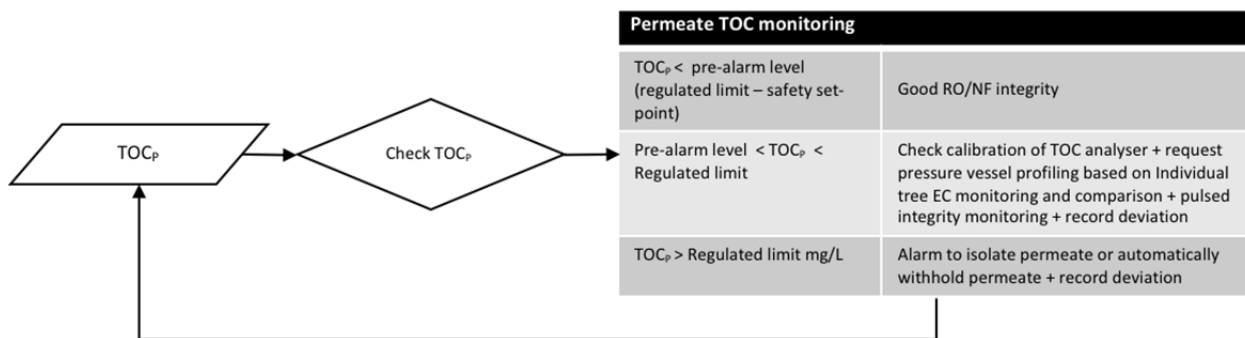 Permeate TOC monitoring
TOCₚ < pre-alarm level
(regulated limit – safety set-
point)
Good RO/NF integrity
TOCₚ
Check TOCₚ
Pre-alarm level < TOCₚ <
Regulated limit
Check calibration of TOC analyser + request
pressure vessel profiling based on Individual
tree EC monitoring and comparison + pulsed
integrity monitoring + record deviation
TOCₚ > Regulated limit mg/L
Alarm to isolate permeate or automatically
withhold permeate + record deviation